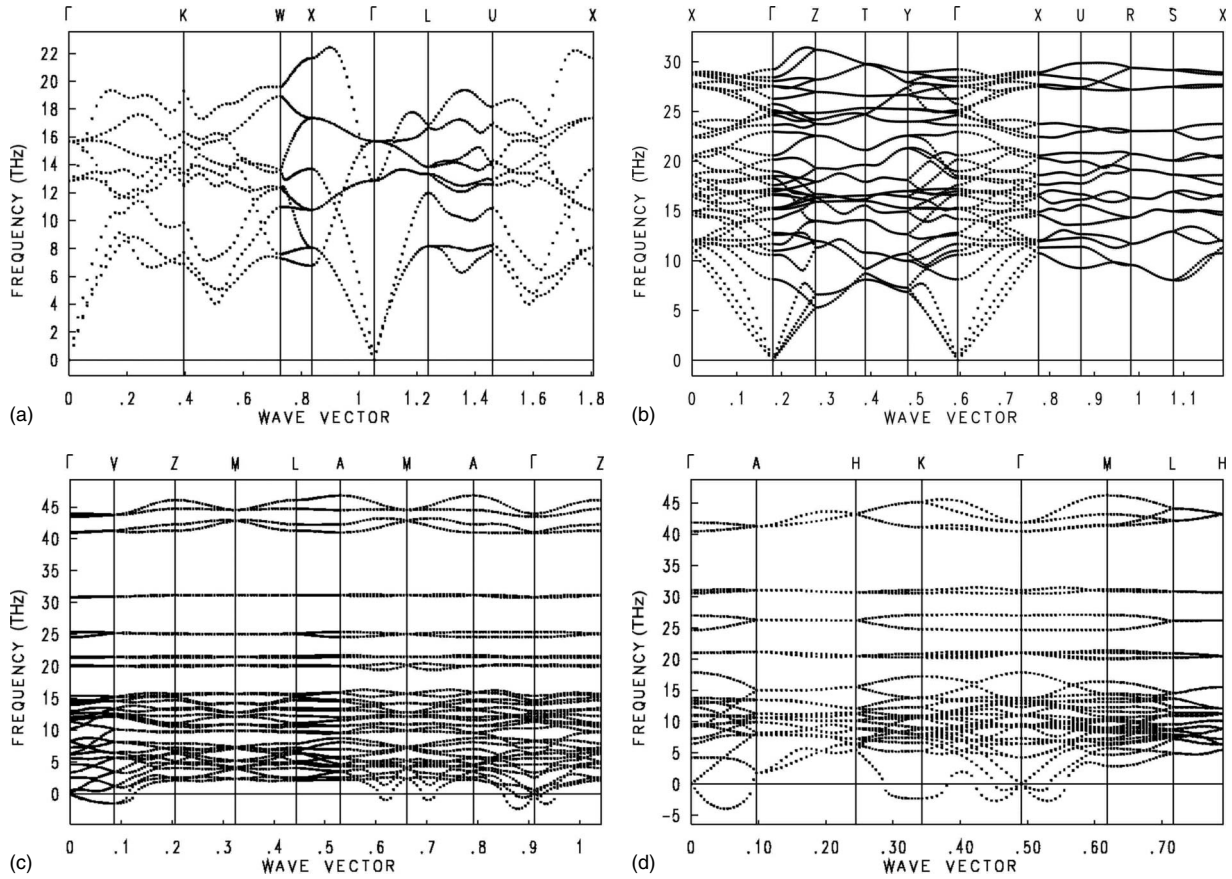 Γ K W X Γ L U X
22
20
18
16
14
12
10
8
6
4
2
0
FREQUENCY (THz)
0 .2 .4 .6 .8 1 1.2 1.4 1.6 1.8
WAVE VECTOR
(a)
X Γ Z T Y Γ X U R S X
30
25
20
15
10
5
0
FREQUENCY (THz)
0 .1 .2 .3 .4 .5 .6 .7 .8 .9 1 1.1
WAVE VECTOR
(b)
Γ V Z M L A M A Γ Z
45
40
35
30
25
20
15
10
5
0
FREQUENCY (THz)
0 .1 .2 .3 .4 .5 .6 .7 .8 .9 1
WAVE VECTOR
(c)
Γ A H K Γ M L H
45
40
35
30
25
20
15
10
5
0
-5
FREQUENCY (THz)
0 .10 .20 .30 .40 .50 .60 .70
WAVE VECTOR
(d)